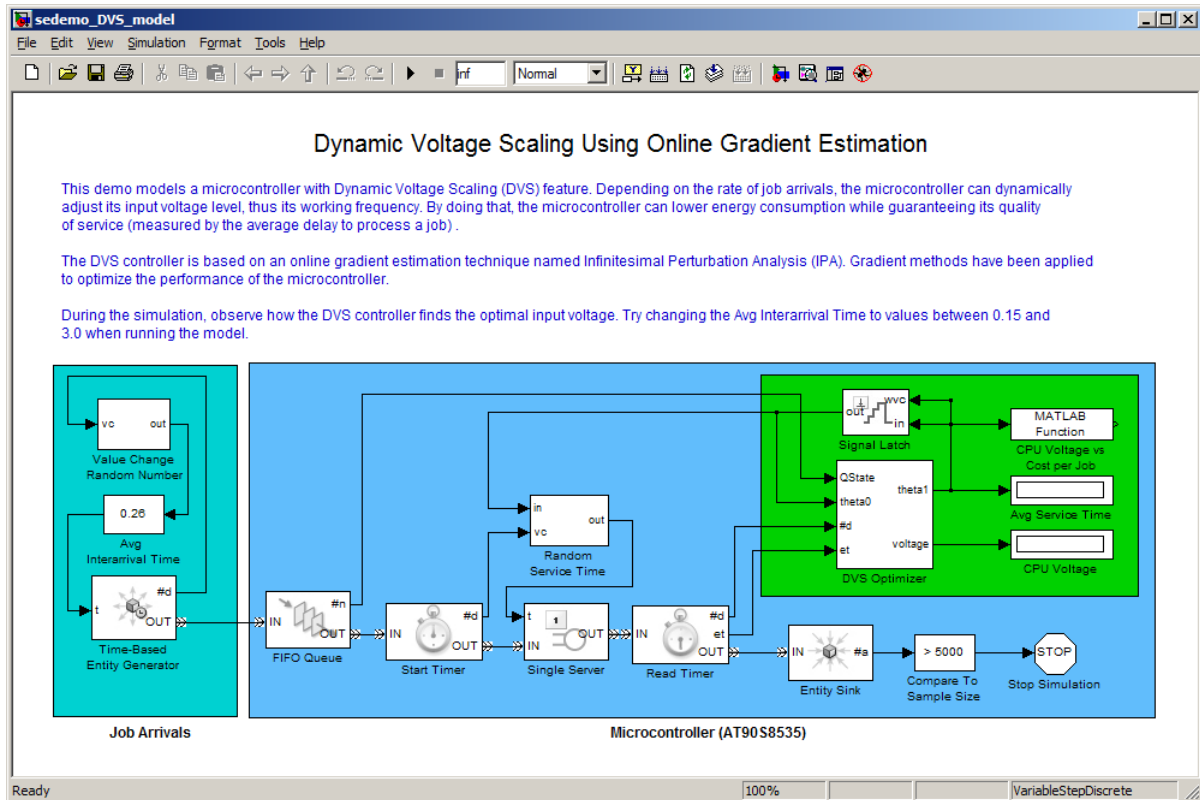 sedemo_DVS_model
File Edit View Simulation Format Tools Help
inf Normal
Dynamic Voltage Scaling Using Online Gradient Estimation
This demo models a microcontroller with Dynamic Voltage Scaling (DVS) feature. Depending on the rate of job arrivals, the microcontroller can dynamically
adjust its input voltage level, thus its working frequency. By doing that, the microcontroller can lower energy consumption while guaranteeing its quality
of service (measured by the average delay to process a job) .
The DVS controller is based on an online gradient estimation technique named Infinitesimal Perturbation Analysis (IPA). Gradient methods have been applied
to optimize the performance of the microcontroller.
During the simulation, observe how the DVS controller finds the optimal input voltage. Try changing the Avg Interarrival Time to values between 0.15 and
3.0 when running the model.
vc out
Value Change
Random Number
0.26
Avg
Interarrival Time
t #d
OUT
Time-Based
Entity Generator
Job Arrivals
#n
IN OUT
FIFO Queue
#d
IN OUT
Start Timer
in
vc out
Random
Service Time
t 1
IN OUT
Single Server
#d
IN et
OUT
Read Timer
out wvc
in
Signal Latch
QState
theta0 theta1
#d
et voltage
DVS Optimizer
MATLAB
Function
CPU Voltage vs
Cost per Job
Avg Service Time
CPU Voltage
IN #a
Entity Sink
> 5000
Compare To
Sample Size
STOP
Stop Simulation
Microcontroller (AT90S8535)
Ready 100% VariableStepDiscrete